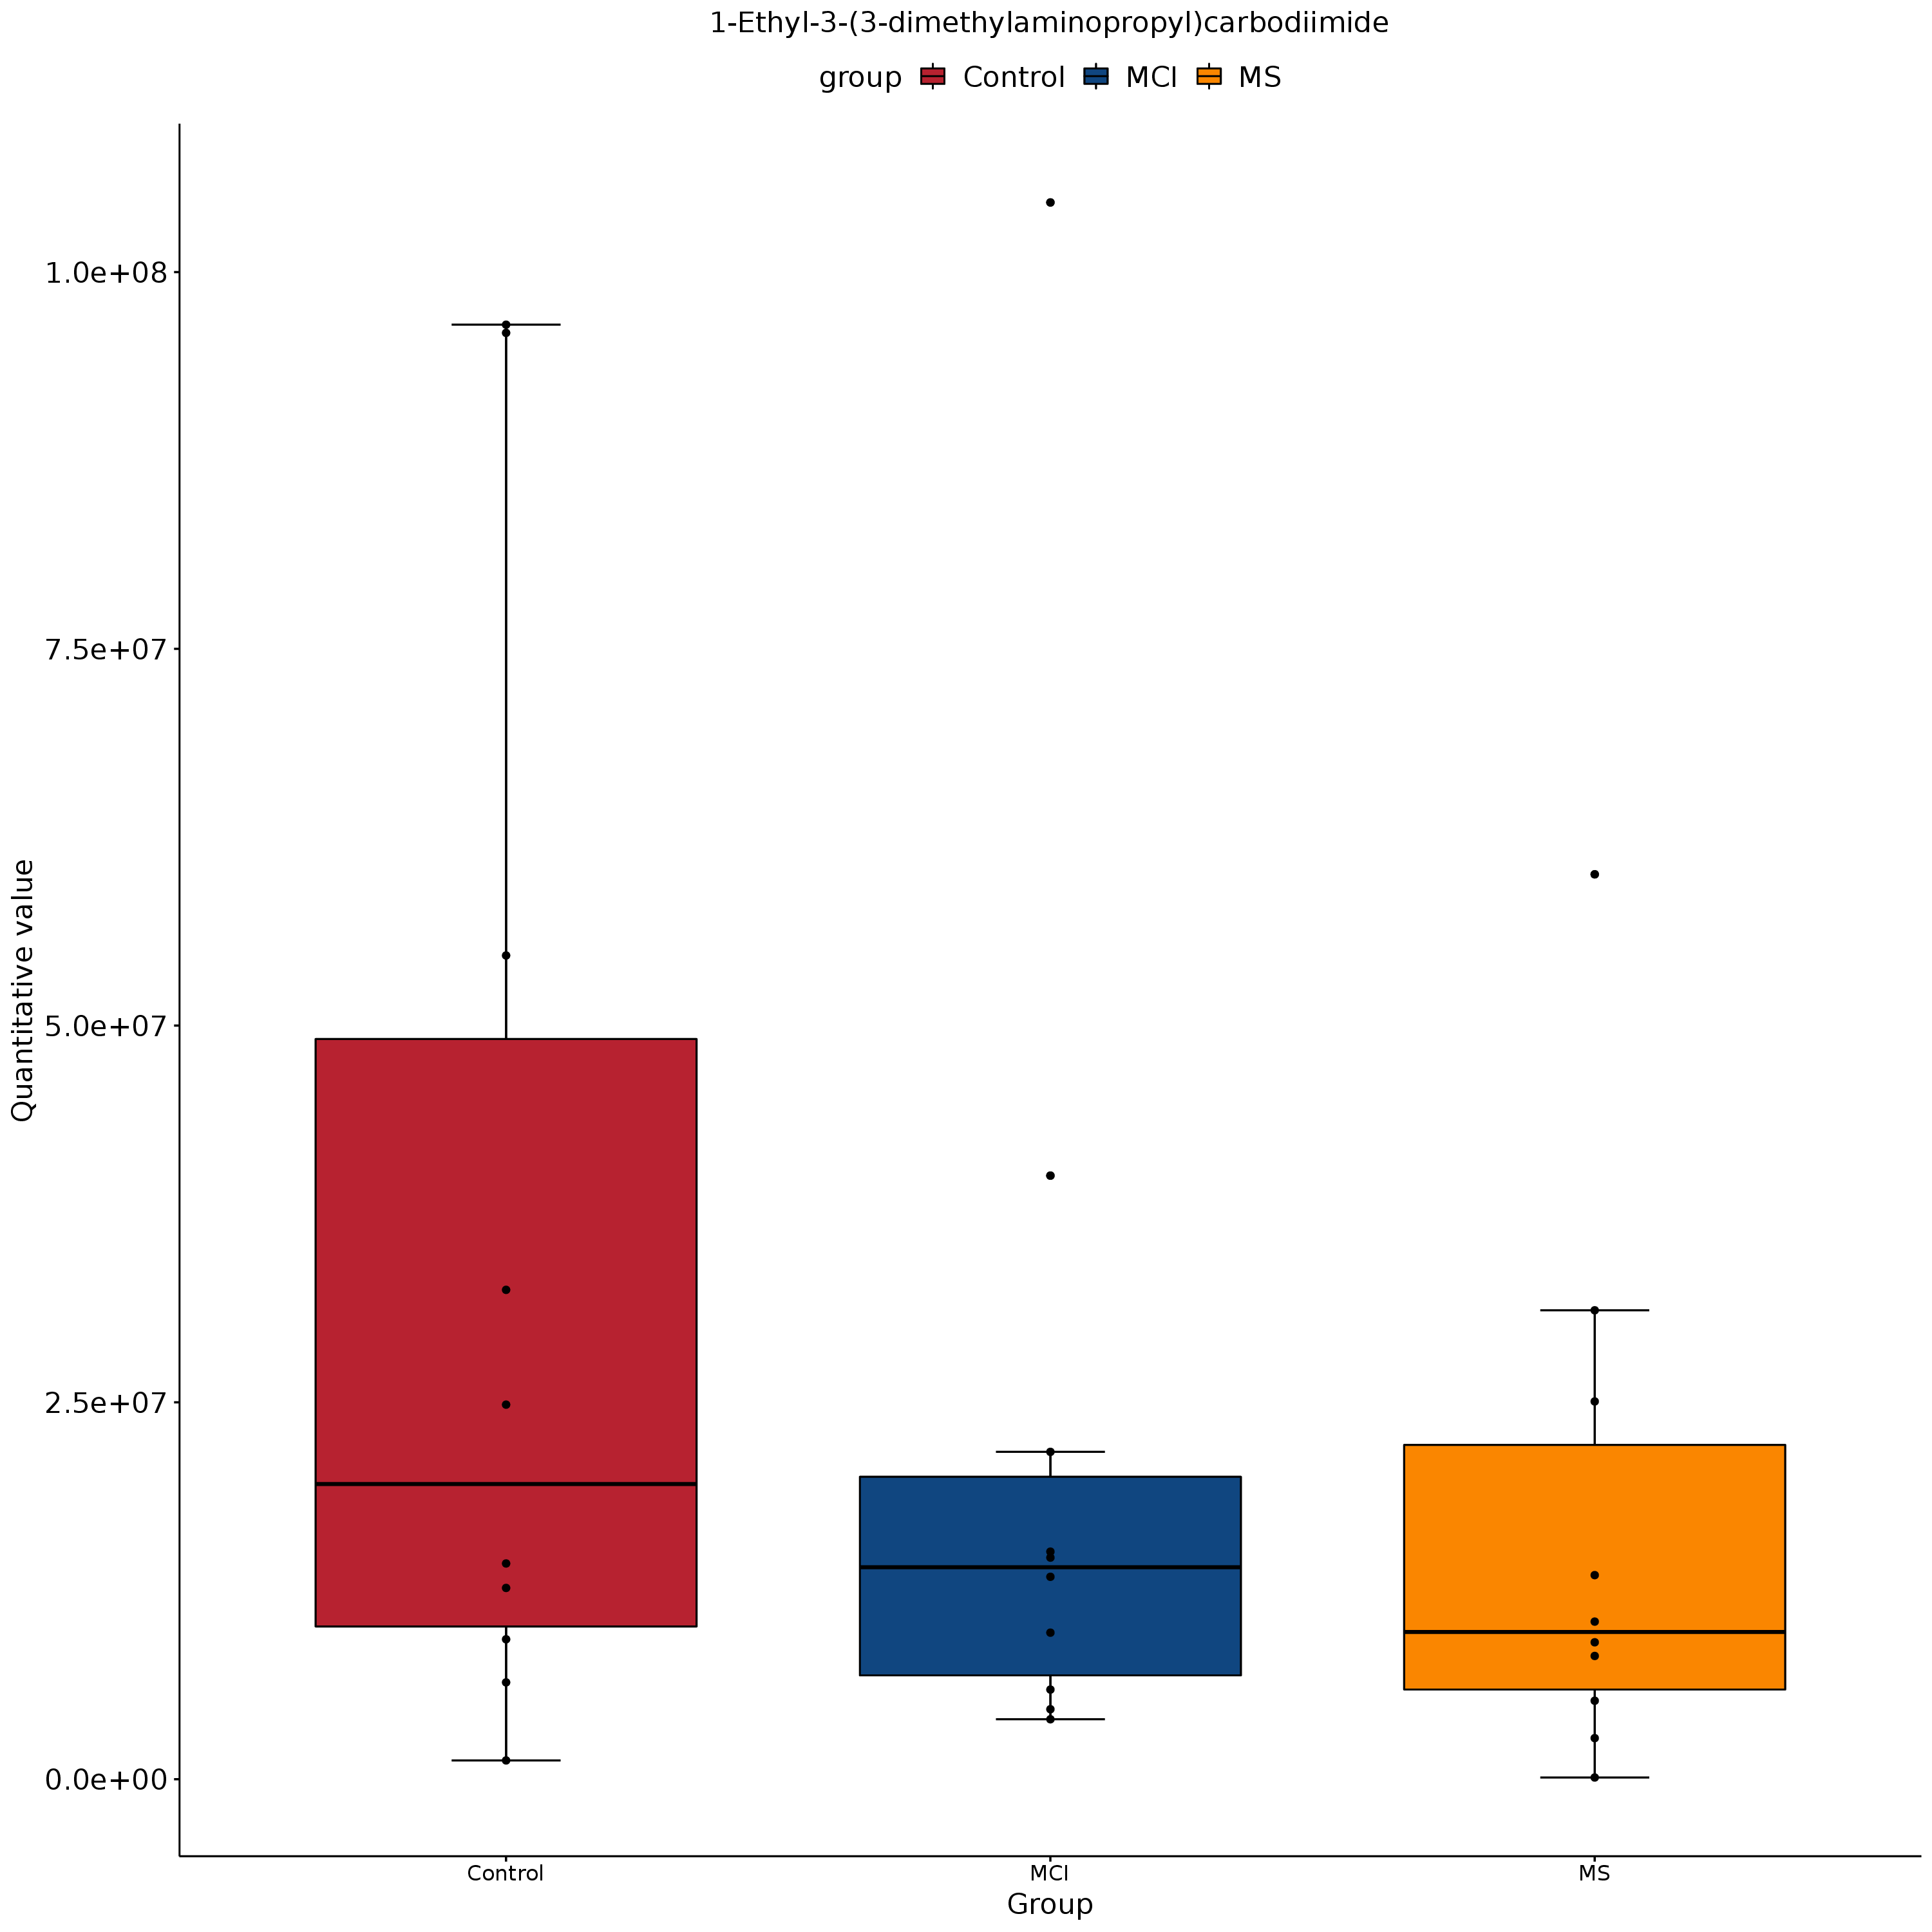 1-Ethyl-3-(3-dimethylaminopropyl)carbodiimide
group Control MCI MS
Quantitative value
1.0e+08
7.5e+07
5.0e+07
2.5e+07
0.0e+00
Control MCI MS
Group